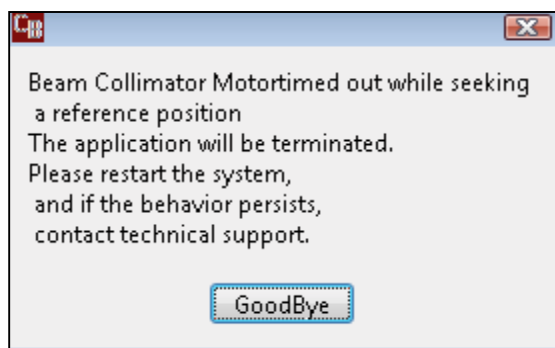 CB
Beam Collimator Motortimed out while seeking
a reference position
The application will be terminated.
Please restart the system,
and if the behavior persists,
contact technical support.
GoodBye